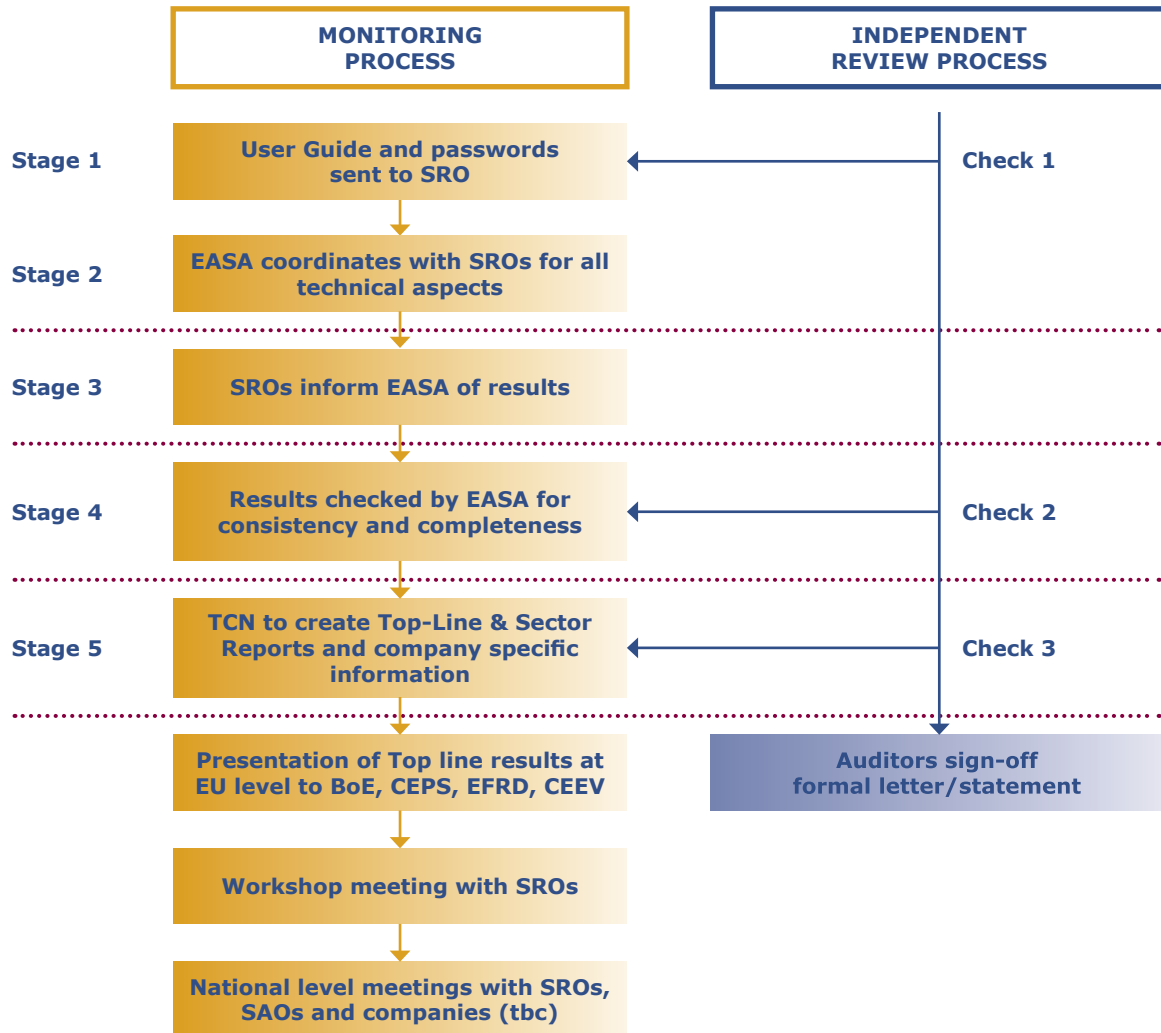 MONITORING
PROCESS
INDEPENDENT
REVIEW PROCESS
Stage 1
User Guide and passwords
sent to SRO
Check 1
Stage 2
EASA coordinates with SROs for all
technical aspects
Stage 3
SROs inform EASA of results
Stage 4
Results checked by EASA for
consistency and completeness
Check 2
Stage 5
TCN to create Top-Line & Sector
Reports and company specific
information
Check 3
Presentation of Top line results at
EU level to BoE, CEPS, EFRD, CEEV
Auditors sign-off
formal letter/statement
Workshop meeting with SROs
National level meetings with SROs,
SAOs and companies (tbc)